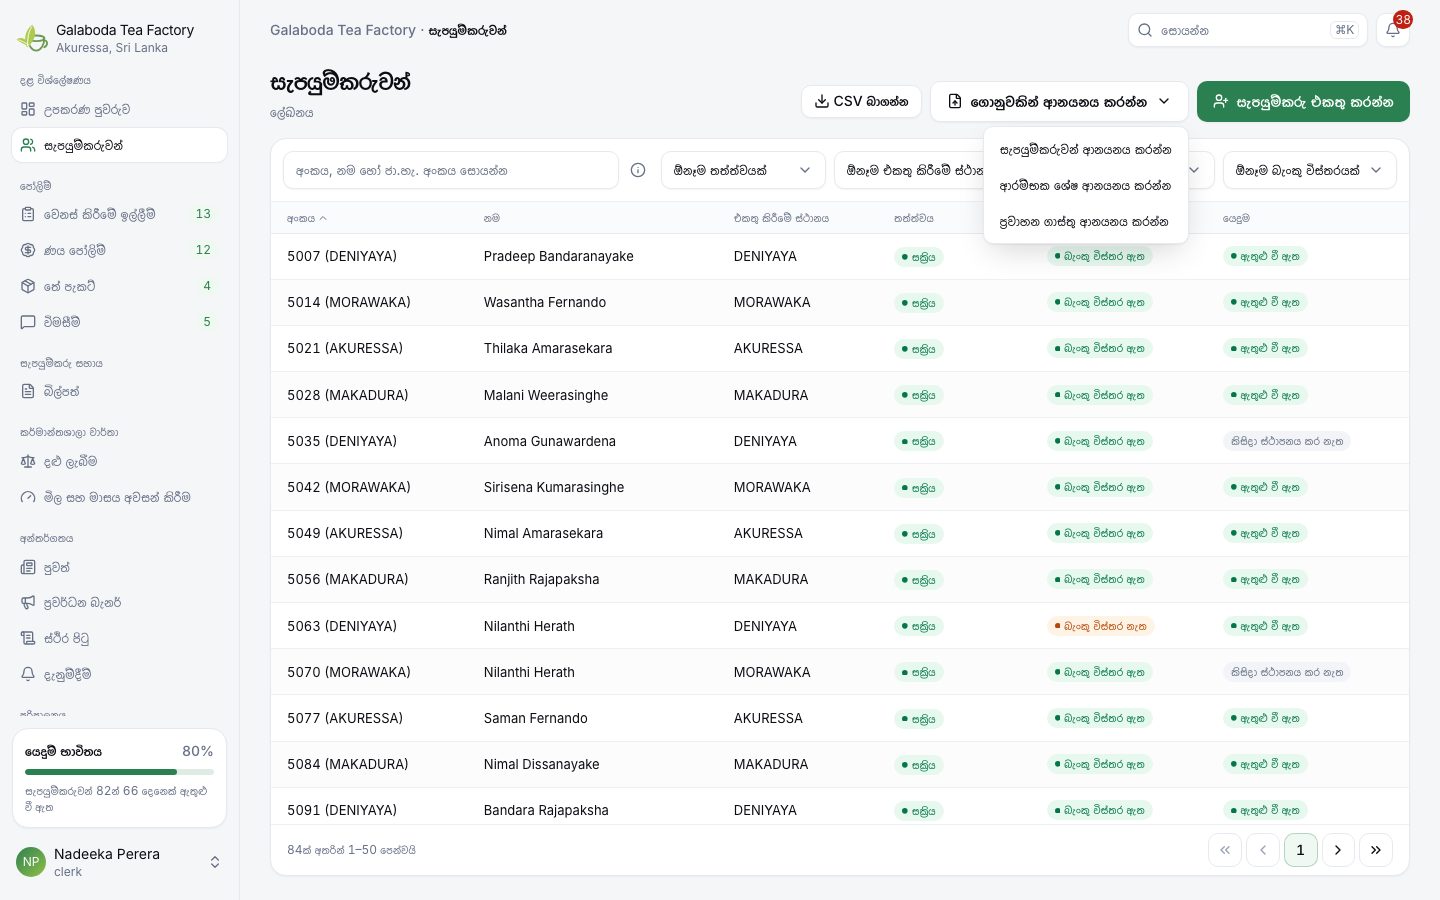 Galaboda Tea Factory
Akuressa, Sri Lanka
දළ විශ්ලේෂණය
උපකරණ පුවරුව
සැපයුම්කරුවන්
පෝලිම්
වෙනස් කිරීමේ ඉල්ලීම් 13
ණය පෝලිම් 12
තේ පැකට් 4
විමසීම් 5
සැපයුම්කරු සහාය
බිල්පත්
කර්මාන්තශාලා වාර්තා
දළු ලැබීම්
මිල සහ මාසය අවසන් කිරීම
අන්තර්ගතය
පුවත්
ප්‍රවර්ධන බැනර්
ස්ථිර පිටු
දැනුම්දීම්
යෙදුම් භාවිතය 80%
සැපයුම්කරුවන් 82න් 66 දෙනෙක් ඇතුළු
වී ඇත
NP
Nadeeka Perera
clerk
Galaboda Tea Factory · සැපයුම්කරුවන්
සොයන්න ⌘K
38
සැපයුම්කරුවන්
ලේඛනය
CSV බාගන්න
ගොනුවකින් ආනයනය කරන්න
සැපයුම්කරු එකතු කරන්න
සැපයුම්කරුවන් ආනයනය කරන්න
ආරම්භක ශේෂ ආනයනය කරන්න
ප්‍රවාහන ගාස්තු ආනයනය කරන්න
අංකය, නම හෝ ජා.හැ. අංකය සොයන්න
ඕනෑම තත්ත්වයක්
ඕනෑම එකතු කිරීමේ ස්ථාන
ඕනෑම බැංකු විස්තරයක්
අංකය නම එකතු කිරීමේ ස්ථානය තත්ත්වය යෙදුම
5007 (DENIYAYA) Pradeep Bandaranayake DENIYAYA සක්‍රිය බැංකු විස්තර ඇත ඇතුළු වී ඇත
5014 (MORAWAKA) Wasantha Fernando MORAWAKA සක්‍රිය බැංකු විස්තර ඇත ඇතුළු වී ඇත
5021 (AKURESSA) Thilaka Amarasekara AKURESSA සක්‍රිය බැංකු විස්තර ඇත ඇතුළු වී ඇත
5028 (MAKADURA) Malani Weerasinghe MAKADURA සක්‍රිය බැංකු විස්තර ඇත ඇතුළු වී ඇත
5035 (DENIYAYA) Anoma Gunawardena DENIYAYA සක්‍රිය බැංකු විස්තර ඇත කිසිදා ස්ථාපනය කර නැත
5042 (MORAWAKA) Sirisena Kumarasinghe MORAWAKA සක්‍රිය බැංකු විස්තර ඇත ඇතුළු වී ඇත
5049 (AKURESSA) Nimal Amarasekara AKURESSA සක්‍රිය බැංකු විස්තර ඇත ඇතුළු වී ඇත
5056 (MAKADURA) Ranjith Rajapaksha MAKADURA සක්‍රිය බැංකු විස්තර ඇත ඇතුළු වී ඇත
5063 (DENIYAYA) Nilanthi Herath DENIYAYA සක්‍රිය බැංකු විස්තර නැත ඇතුළු වී ඇත
5070 (MORAWAKA) Nilanthi Herath MORAWAKA සක්‍රිය බැංකු විස්තර ඇත කිසිදා ස්ථාපනය කර නැත
5077 (AKURESSA) Saman Fernando AKURESSA සක්‍රිය බැංකු විස්තර ඇත ඇතුළු වී ඇත
5084 (MAKADURA) Nimal Dissanayake MAKADURA සක්‍රිය බැංකු විස්තර ඇත ඇතුළු වී ඇත
5091 (DENIYAYA) Bandara Rajapaksha DENIYAYA සක්‍රිය බැංකු විස්තර ඇත ඇතුළු වී ඇත
84ක් අතරින් 1–50 පෙන්වයි
1